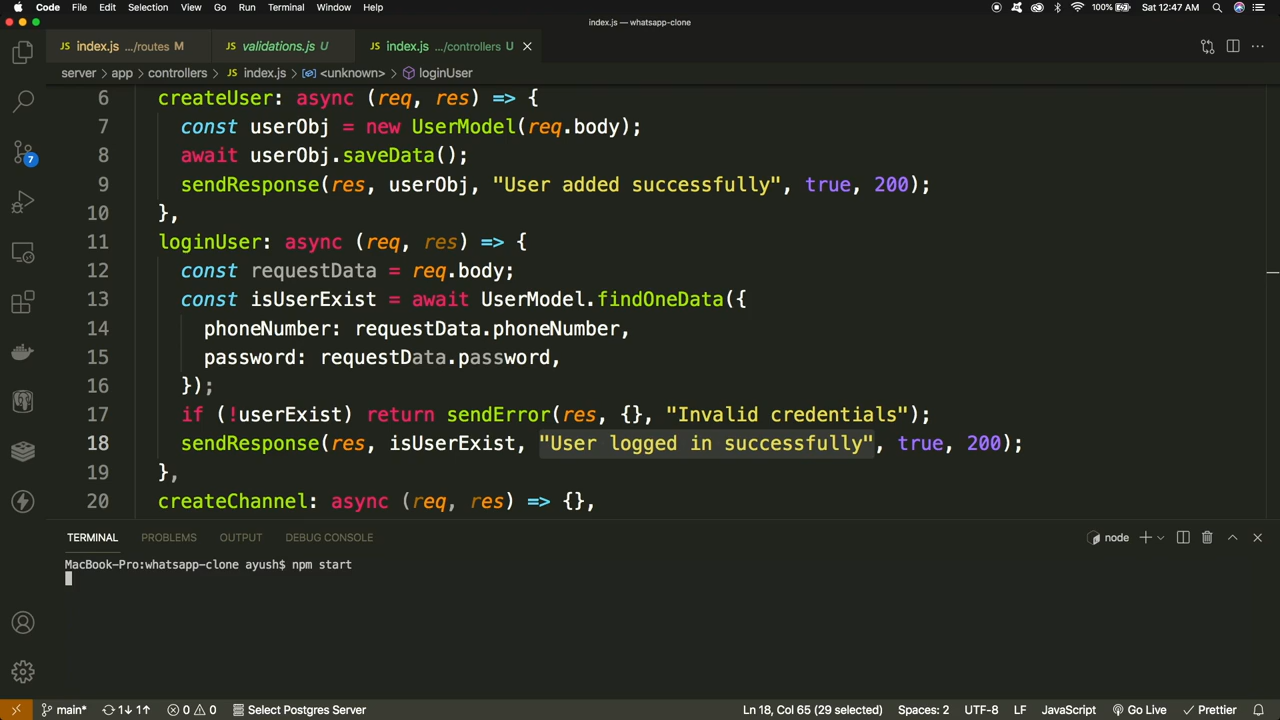 Code File Edit Selection View Go Run Terminal Window Help 100% Sat 12:47 AM
index.js — whatsapp-clone
JS index.js .../routes M JS validations.js U JS index.js .../controllers U
server > app > controllers > JS index.js > <unknown> > loginUser
6 createUser: async (req, res) => {
7 const userObj = new UserModel(req.body);
8 await userObj.saveData();
9 sendResponse(res, userObj, "User added successfully", true, 200);
10 },
11 loginUser: async (req, res) => {
12 const requestData = req.body;
13 const isUserExist = await UserModel.findOneData({
14 phoneNumber: requestData.phoneNumber,
15 password: requestData.password,
16 });
17 if (!userExist) return sendError(res, {}, "Invalid credentials");
18 sendResponse(res, isUserExist, "User logged in successfully", true, 200);
19 },
20 createChannel: async (req, res) => {},
7
TERMINAL PROBLEMS OUTPUT DEBUG CONSOLE node
MacBook-Pro:whatsapp-clone ayush$ npm start
main* 1↓ 1↑ 0 0 Select Postgres Server Ln 18, Col 65 (29 selected) Spaces: 2 UTF-8 LF JavaScript Go Live Prettier